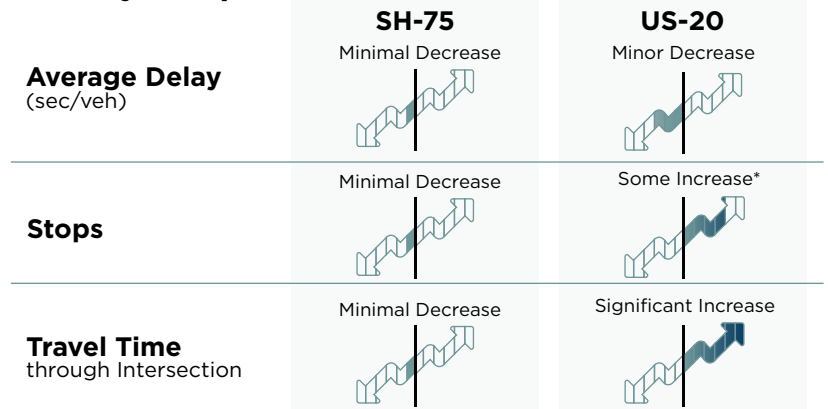 SH-75 US-20
Minimal Decrease Minor Decrease
Average Delay
(sec/veh)
Minimal Decrease Some Increase*
Stops
Minimal Decrease Significant Increase
Travel Time
through Intersection